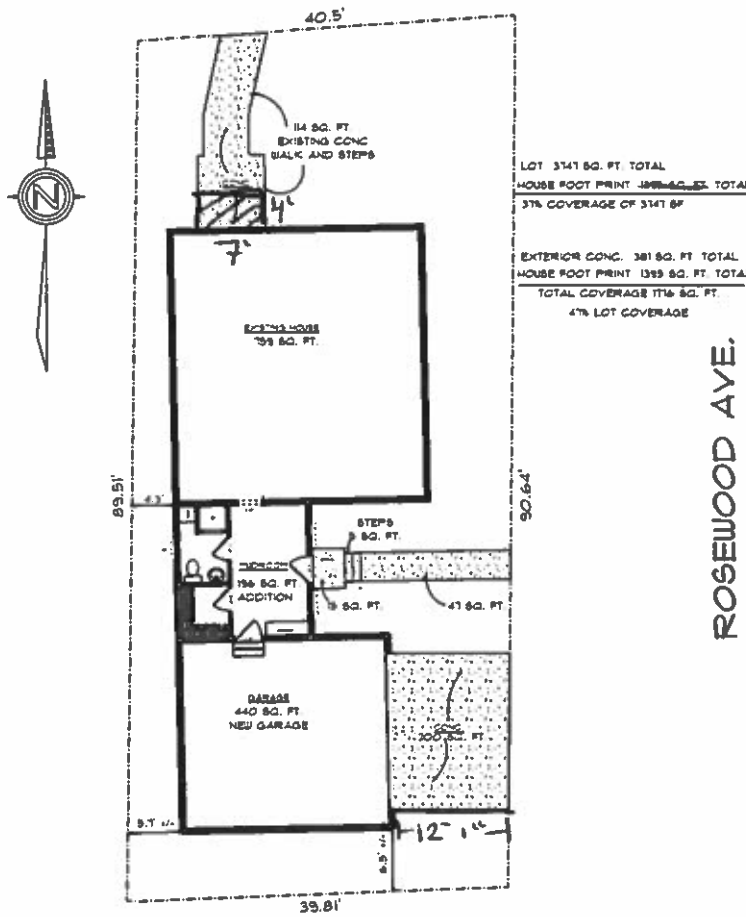 40.5'
N
114 SQ. FT.
EXISTING CONC
WALK AND STEPS
4'
7'
LOT 3747 SQ. FT. TOTAL
HOUSE FOOT PRINT TOTAL
37% COVERAGE OF 3747 SF
EXTERIOR CONC. 381 SQ. FT. TOTAL
HOUSE FOOT PRINT 1395 SQ. FT. TOTAL
TOTAL COVERAGE 1776 SQ. FT.
47% LOT COVERAGE
EXISTING HOUSE
759 SQ. FT.
ROSEWOOD AVE.
89.51'
90.64'
STEPS
SQ. FT.
MUDROOM
196 SQ. FT.
ADDITION
SQ. FT.
47 SQ. FT.
GARAGE
440 SQ. FT.
NEW GARAGE
CONC
200 SQ. FT.
12' 1"
39.81'